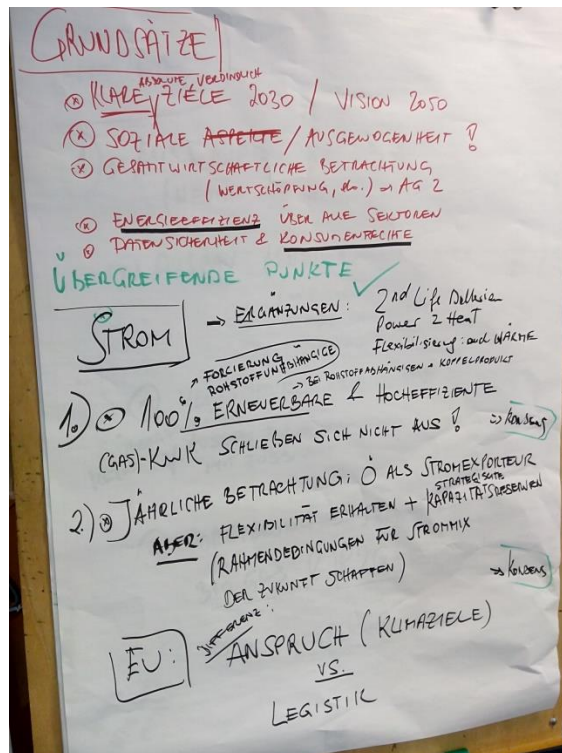 GRUNDSÄTZE
ABSOLUTE VERBINDLICH
⊗ KLARE / ZIELE 2030 / VISION 2050
⊗ SOZIALE ASPEKTE / AUSGEWOGENHEIT !
⊗ GESAMTWIRTSCHAFTLICHE BETRACHTUNG
(WERTSCHÖPFUNG, etc.) → AG 2
⊗ ENERGIEEFFIZIENZ ÜBER ALLE SEKTOREN
⊗ DATENSICHERHEIT & KONSUMENTRECHTE
ÜBERGREIFENDE PUNKTE ✓
STROM → ERGÄNZUNGEN: 2nd Life
Power 2 Heat
Flexibilisierung: auch WÄRME
→ FORCIERUNG
ROHSTOFFUNABHÄNGIGE
→ BEI ROHSTOFFABHÄNGIGEN → KOPPELPRODUKT
1.) ⊗ 100% ERNEUERBARE & HOCHEFFIZIENTE
(GAS)-KWK SCHLIEßEN SICH NICHT AUS ! ⇒ KONSENS
2.) ⊗ JÄHRLICHE BETRACHTUNG: Ö ALS STROMEXPORTEUR
STRATEGISCHE
ABER: FLEXIBILITÄT ERHALTEN + KAPAZITÄTSRESERVEN
(RAHMENBEDINGUNGEN FÜR STROMMIX
DER ZUKUNFT SCHAFFEN) ⇒ KONSENS
DIFFERENZ:
EU: ANSPRUCH (KLIMAZIELE)
VS.
LEGISTIK